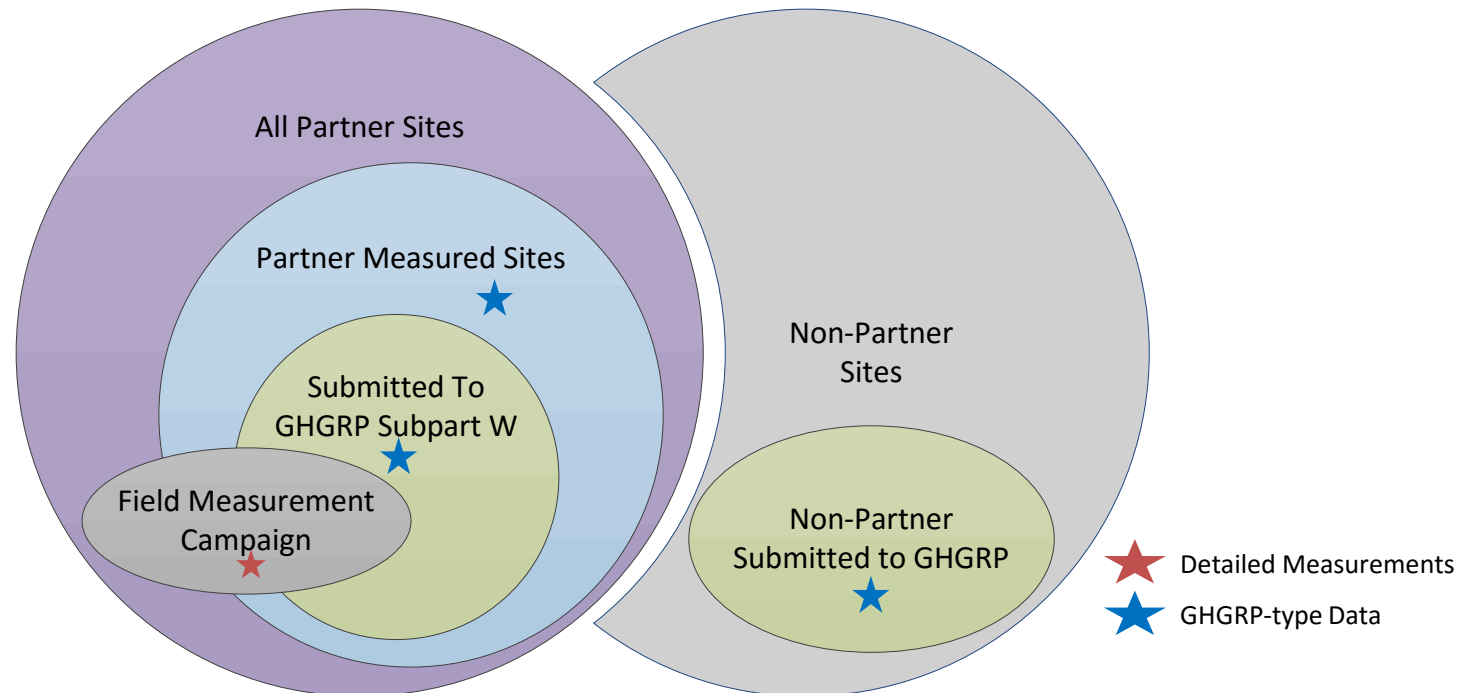 All Partner Sites
Partner Measured Sites
Submitted To
GHGRP Subpart W
Field Measurement
Campaign
Non-Partner
Sites
Non-Partner
Submitted to GHGRP
Detailed Measurements
GHGRP-type Data